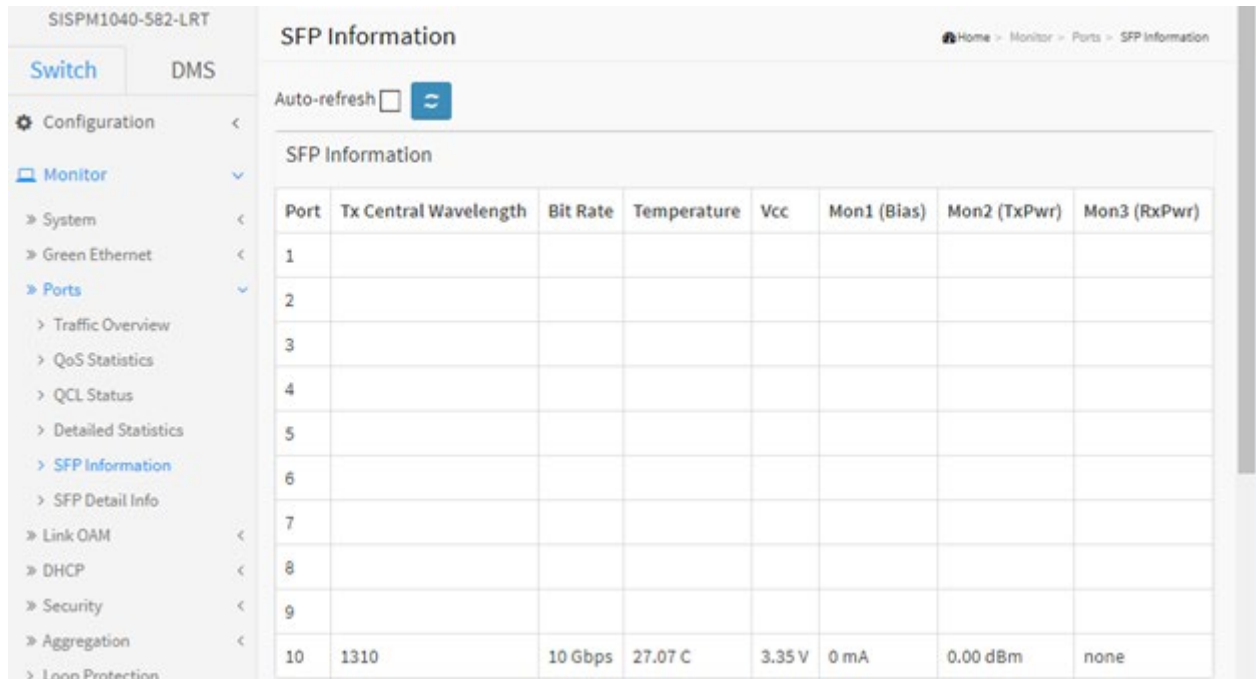 SISPM1040-582-LRT
Switch DMS
Configuration
Monitor
System
Green Ethernet
Ports
Traffic Overview
QoS Statistics
QCL Status
Detailed Statistics
SFP Information
SFP Detail Info
Link OAM
DHCP
Security
Aggregation
Loop Protection
SFP Information
Home > Monitor > Ports > SFP Information
Auto-refresh
SFP Information
Port Tx Central Wavelength Bit Rate Temperature Vcc Mon1 (Bias) Mon2 (TxPwr) Mon3 (RxPwr)
1
2
3
4
5
6
7
8
9
10 1310 10 Gbps 27.07 C 3.35 V 0 mA 0.00 dBm none